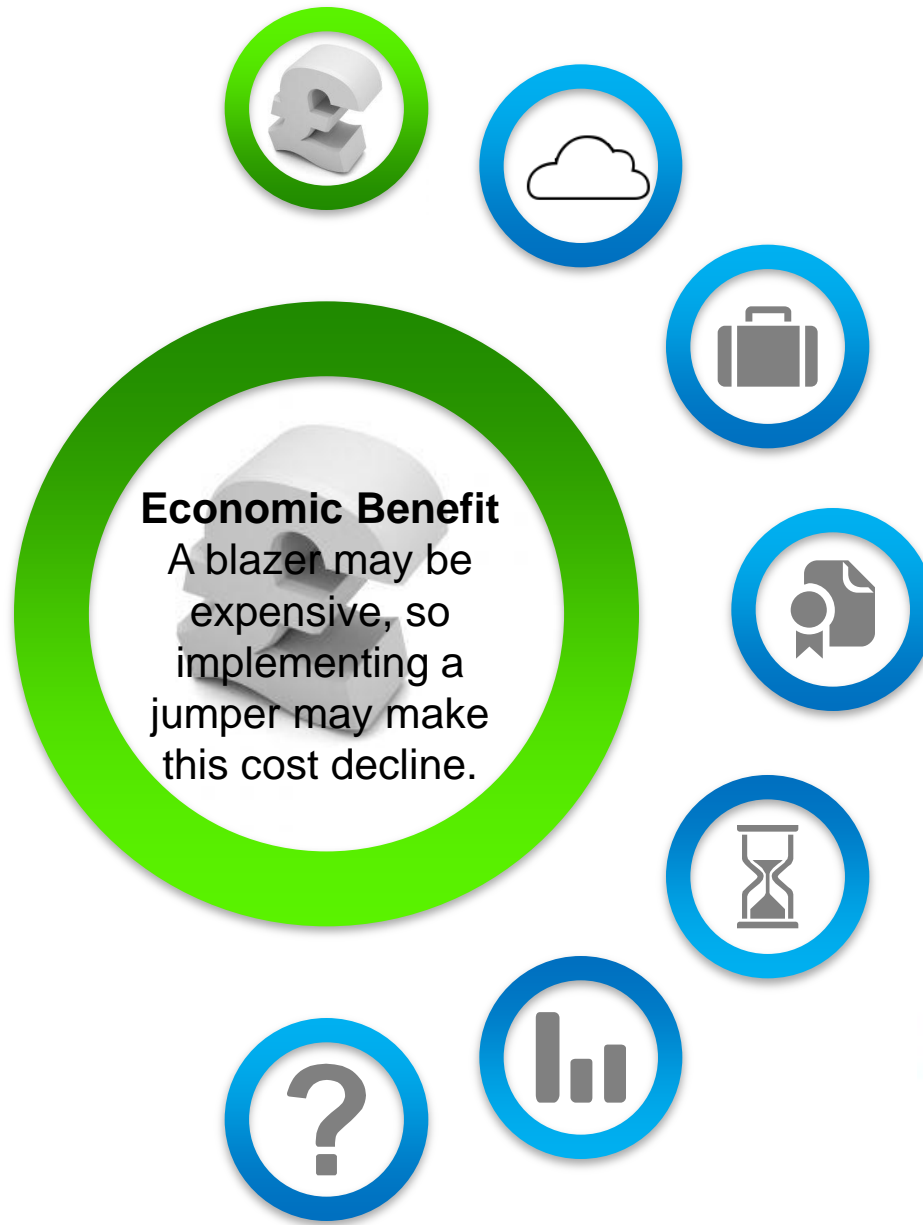 Economic Benefit
A blazer may be
expensive, so
implementing a
jumper may make
this cost decline.